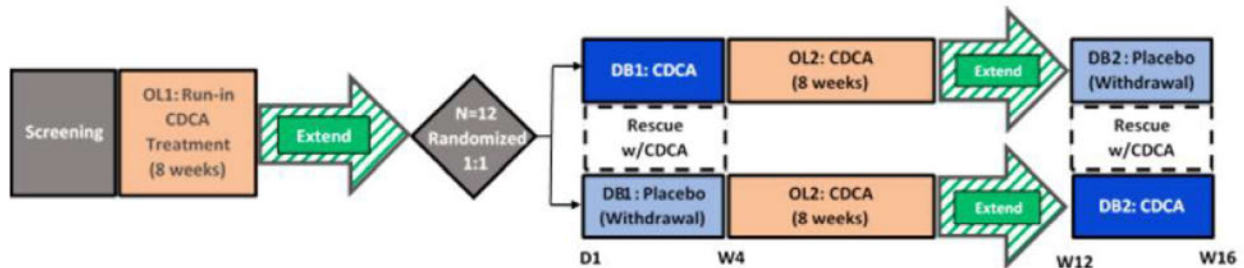 Screening
OL1: Run-in
CDCA
Treatment
(8 weeks)
Extend
N=12
Randomized
1:1
DB1: CDCA
OL2: CDCA
(8 weeks)
Extend
DB2: Placebo
(Withdrawal)
Rescue
w/CDCA
Rescue
w/CDCA
DB1: Placebo
(Withdrawal)
OL2: CDCA
(8 weeks)
Extend
DB2: CDCA
D1
W4
W12
W16